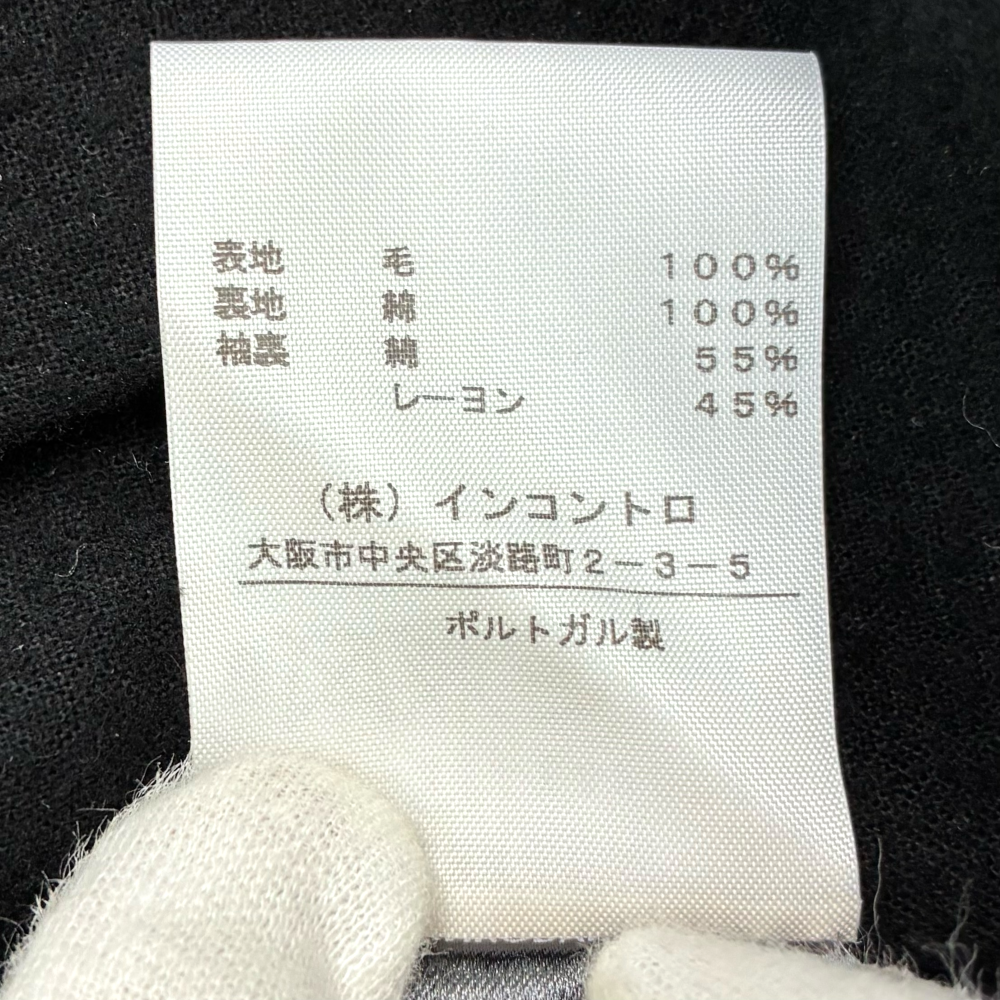 表地 毛 100%
裏地 綿 100%
袖裏 綿 55%
レーヨン 45%
(株) インコントロ
大阪市中央区淡路町2-3-5
ポルトガル製